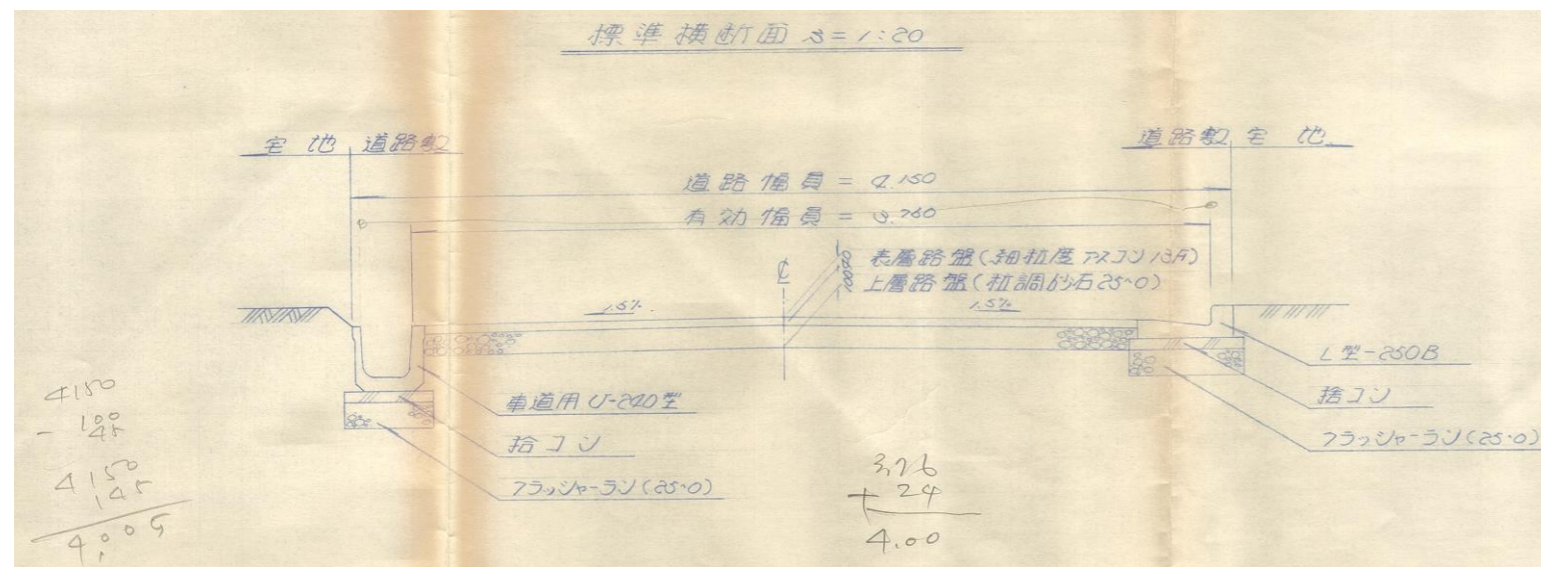 標準横断面 S=1:20
宅地 道路敷
道路敷 宅地
道路幅員 = 4.150
有効幅員 = 3.760
表層路盤(細粒度アスコン13F)
上層路盤(粒調砕石25~0)
1.5%
1.5%
車道用U-240型
捨コン
クラッシャーラン(25~0)
L型-250B
捨コン
クラッシャーラン(25~0)
4150
- 100
45
4150
145
4.005
3.76
+ 24
4.00